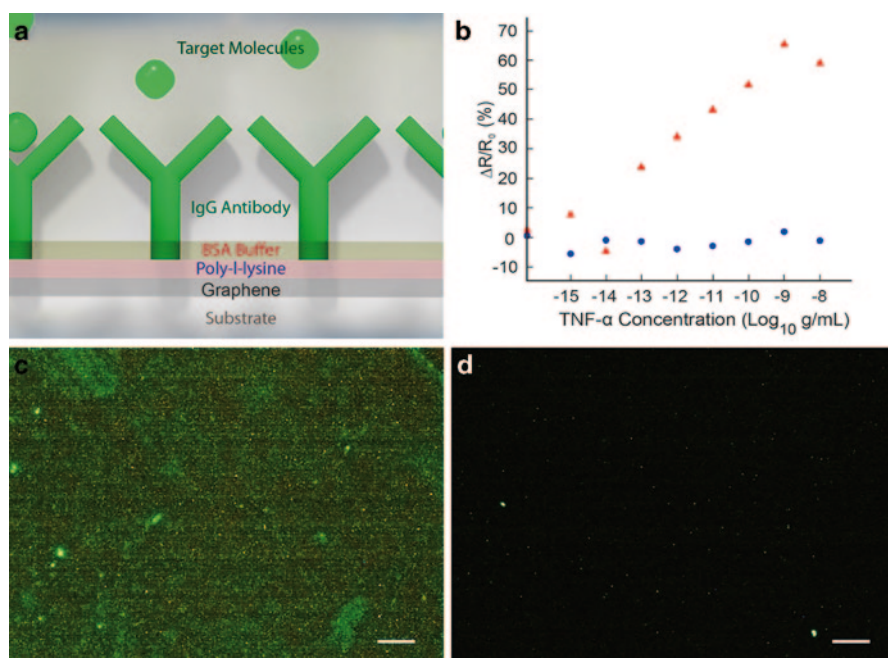 a
Target Molecules
IgG Antibody
BSA Buffer
Poly-l-lysine
Graphene
Substrate
b
70
60
50
40
30
20
10
0
-10
ΔR/R₀ (%)
-15 -14 -13 -12 -11 -10 -9 -8
TNF-α Concentration (Log₁₀ g/mL)
c
d